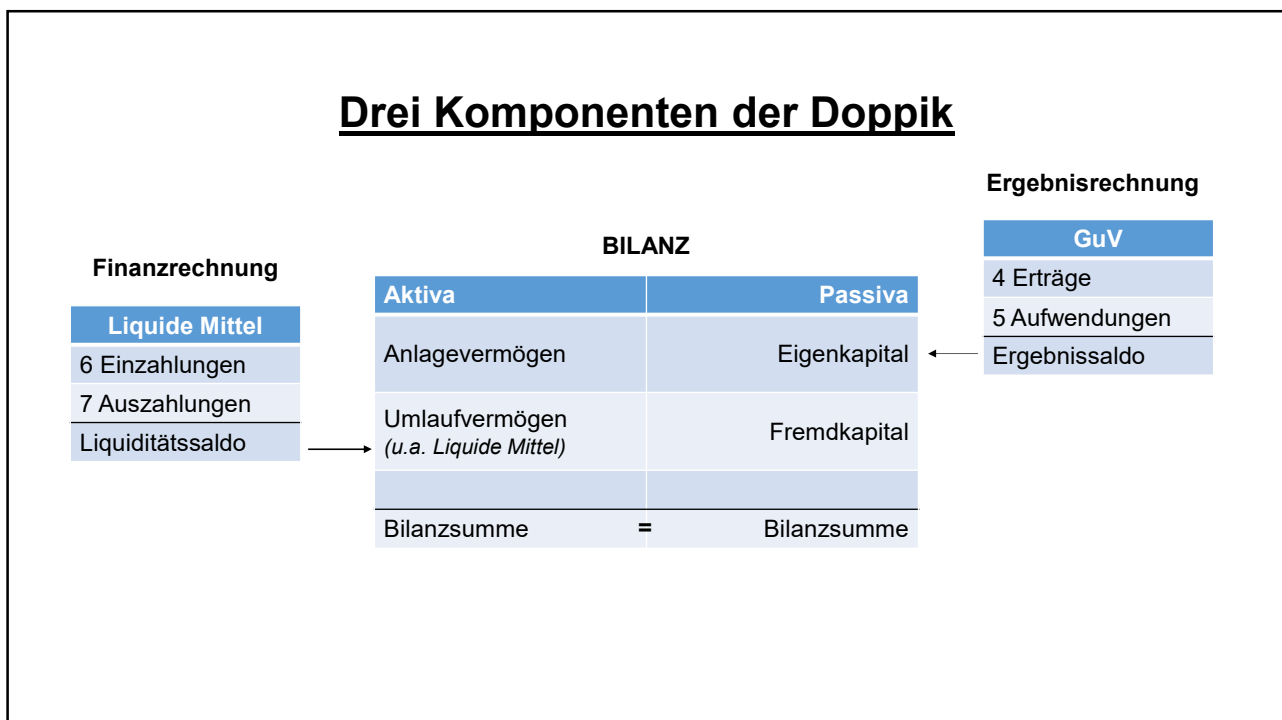 Drei Komponenten der Doppik
Finanzrechnung
Liquide Mittel
6 Einzahlungen
7 Auszahlungen
Liquiditätssaldo
BILANZ
Aktiva Passiva
Anlagevermögen Eigenkapital
Umlaufvermögen
(u.a. Liquide Mittel) Fremdkapital
Bilanzsumme = Bilanzsumme
Ergebnisrechnung
GuV
4 Erträge
5 Aufwendungen
Ergebnissaldo